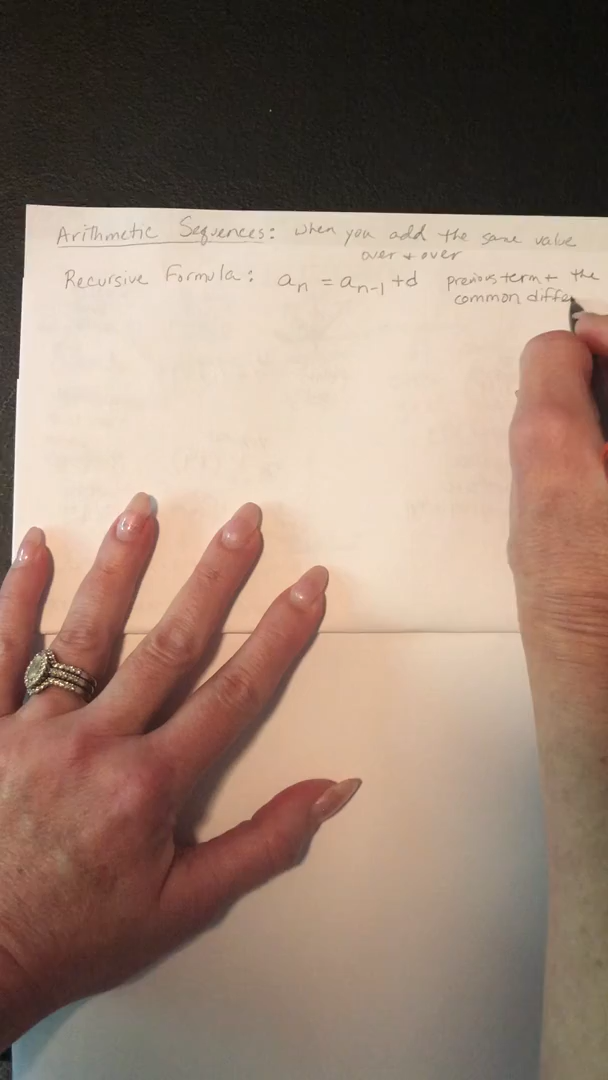 Arithmetic Sequences: When you add the same value
over + over
Recursive Formula: aₙ = aₙ₋₁ + d previous term + the
common diffe